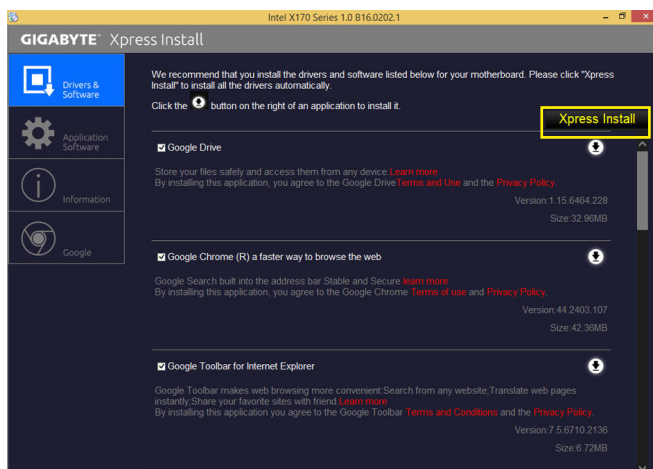 Intel X170 Series 1.0 B16.0202.1
GIGABYTE™ Xpress Install
Drivers &
Software
Application
Software
Information
Google
We recommend that you install the drivers and software listed below for your motherboard. Please click "Xpress
Install" to install all the drivers automatically.
Click the button on the right of an application to install it.
Xpress Install
Google Drive
Store your files safely and access them from any device.Learn more
By installing this application, you agree to the Google DriveTerms and Use and the Privacy Policy.
Version:1.15.6464.228
Size:32.96MB
Google Chrome (R) a faster way to browse the web
Google Search built into the address bar Stable and Secure learn more
By installing this application, you agree to the Google Chrome Terms of use and Privacy Policy.
Version:44.2403.107
Size:42.36MB
Google Toolbar for Internet Explorer
Google Toolbar makes web browsing more convenient:Search from any website;Translate web pages
instantly;Share your favorite sites with friend.Learn more
By installing this application you agree to the Google Toolbar Terms and Conditions and the Privacy Policy.
Version:7.5.6710.2136
Size:6.72MB